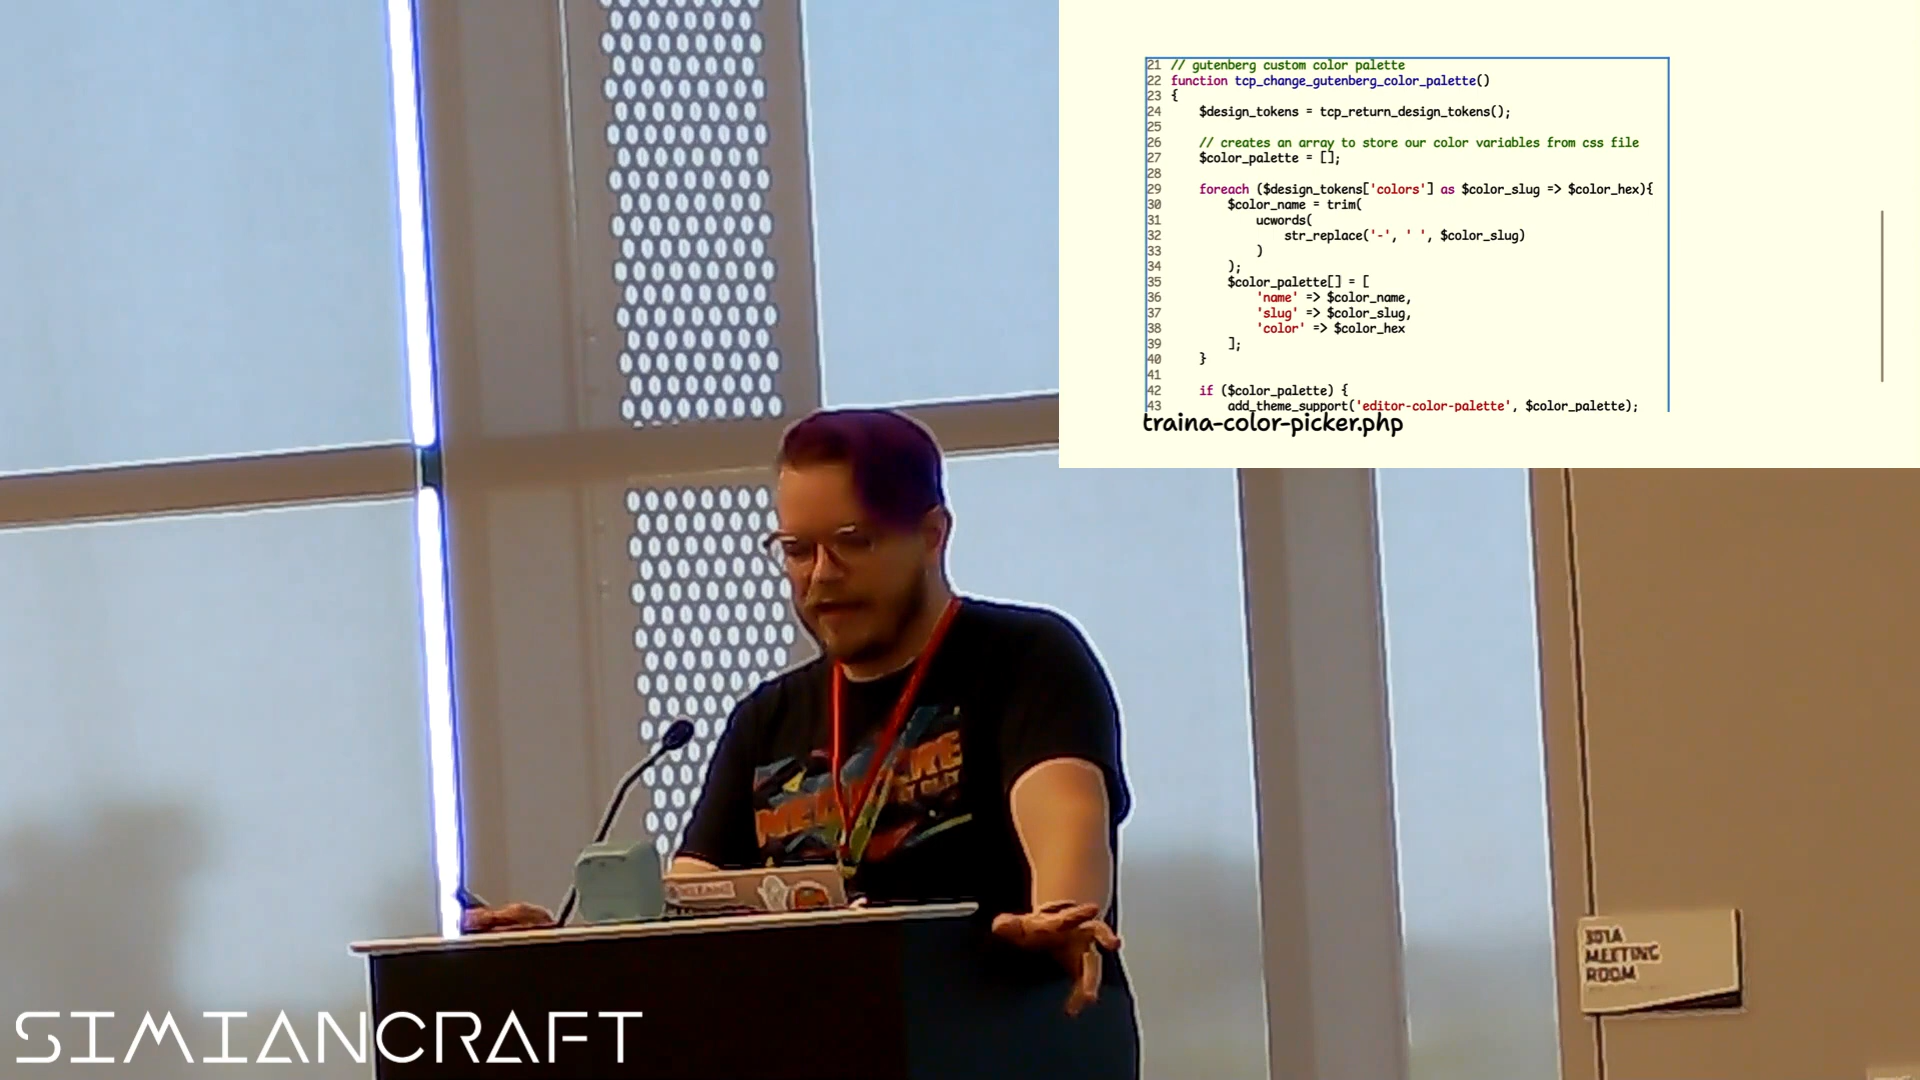 21 // gutenberg custom color palette
22 function tcp_change_gutenberg_color_palette()
23 {
24 $design_tokens = tcp_return_design_tokens();
25
26 // creates an array to store our color variables from css file
27 $color_palette = [];
28
29 foreach ($design_tokens['colors'] as $color_slug => $color_hex){
30 $color_name = trim(
31 ucwords(
32 str_replace('-', ' ', $color_slug)
33 )
34 );
35 $color_palette[] = [
36 'name' => $color_name,
37 'slug' => $color_slug,
38 'color' => $color_hex
39 ];
40 }
41
42 if ($color_palette) {
43 add_theme_support('editor-color-palette', $color_palette);
traina-color-picker.php
301A
MEETING
ROOM
SIMIANCRAFT